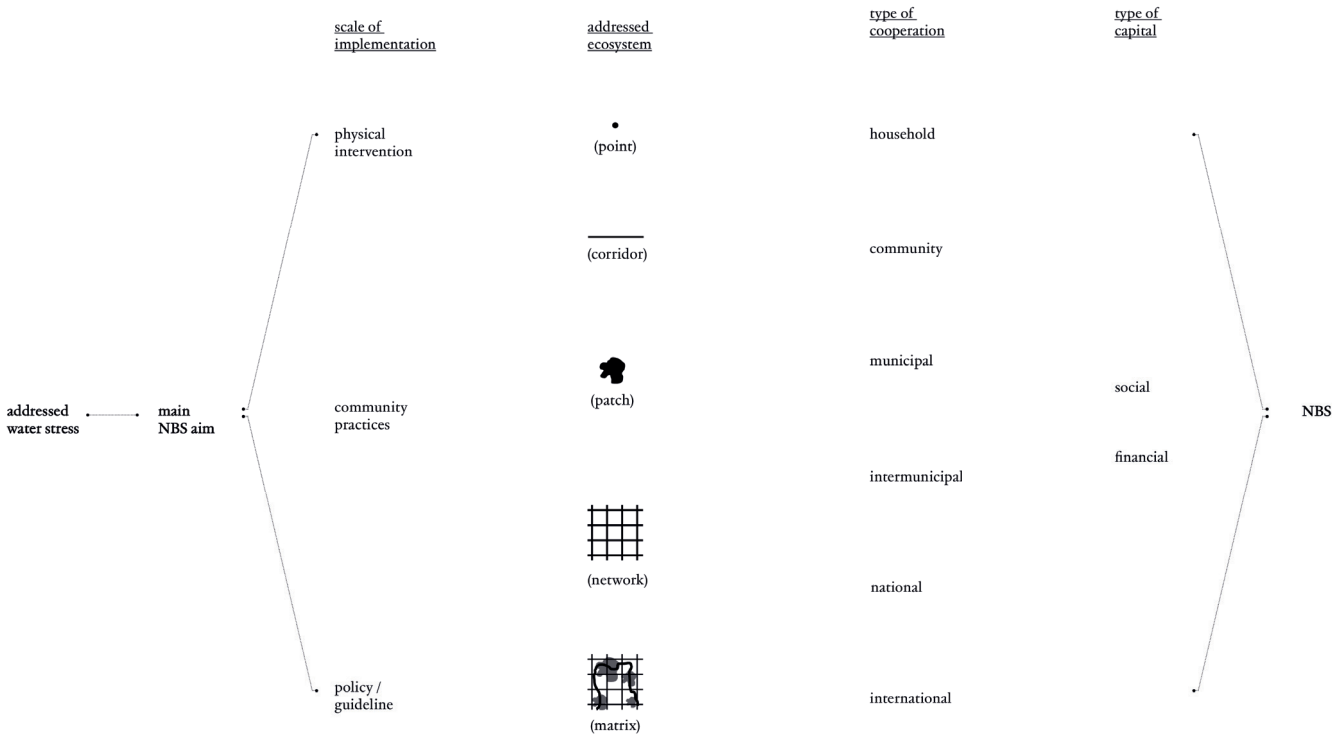 scale of
implementation
addressed
ecosystem
type of
cooperation
type of
capital
physical
intervention
(point)
household
(corridor)
community
addressed
water stress
main
NBS aim
community
practices
(patch)
municipal
social
financial
NBS
intermunicipal
(network)
national
policy /
guideline
(matrix)
international